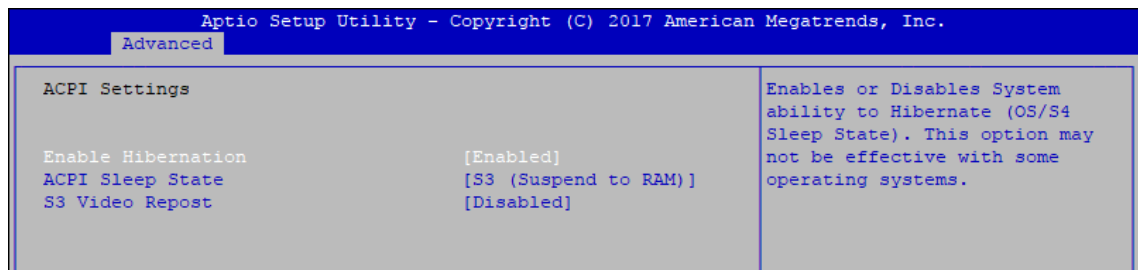 Aptio Setup Utility - Copyright (C) 2017 American Megatrends, Inc.
Advanced
ACPI Settings
Enable Hibernation [Enabled]
ACPI Sleep State [S3 (Suspend to RAM)]
S3 Video Repost [Disabled]
Enables or Disables System
ability to Hibernate (OS/S4
Sleep State). This option may
not be effective with some
operating systems.